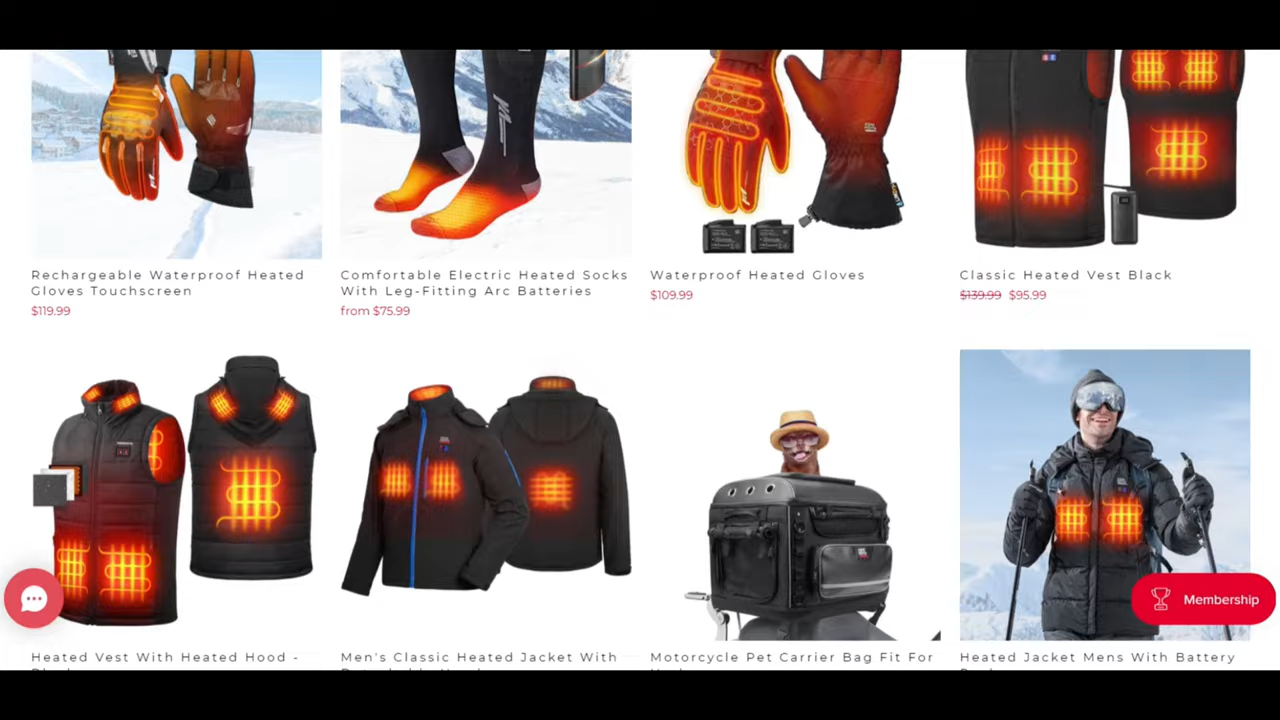 Rechargeable Waterproof Heated
Gloves Touchscreen
$119.99
Comfortable Electric Heated Socks
With Leg-Fitting Arc Batteries
from $75.99
Waterproof Heated Gloves
$109.99
Classic Heated Vest Black
$139.99 $95.99
Heated Vest With Heated Hood -
Men's Classic Heated Jacket With
Motorcycle Pet Carrier Bag Fit For
Heated Jacket Mens With Battery
Membership